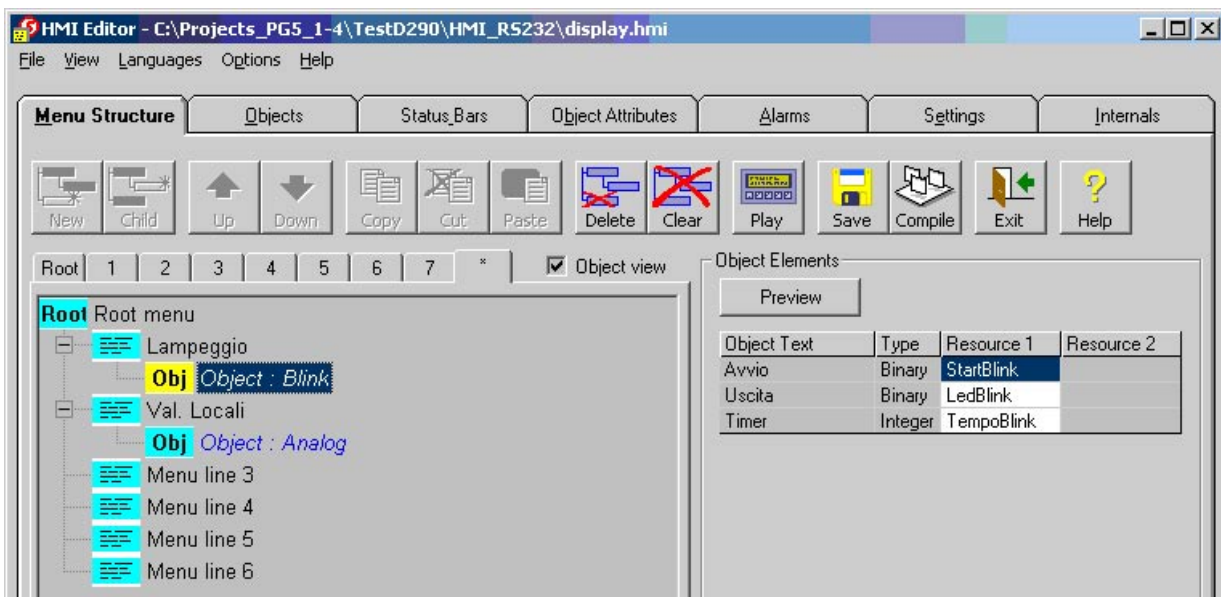 HMI Editor - C:\Projects_PG5_1-4\TestD290\HMI_RS232\display.hmi
File View Languages Options Help
Menu Structure Objects Status Bars Object Attributes Alarms Settings Internals
New Child Up Down Copy Cut Paste Delete Clear Play Save Compile Exit Help
Root 1 2 3 4 5 6 7 * Object view
Object Elements
Preview
Root Root menu
Lampeggio
Obj Object : Blink
Val. Locali
Obj Object : Analog
Menu line 3
Menu line 4
Menu line 5
Menu line 6
Object Text Type Resource 1 Resource 2
Avvio Binary StartBlink
Uscita Binary LedBlink
Timer Integer TempoBlink